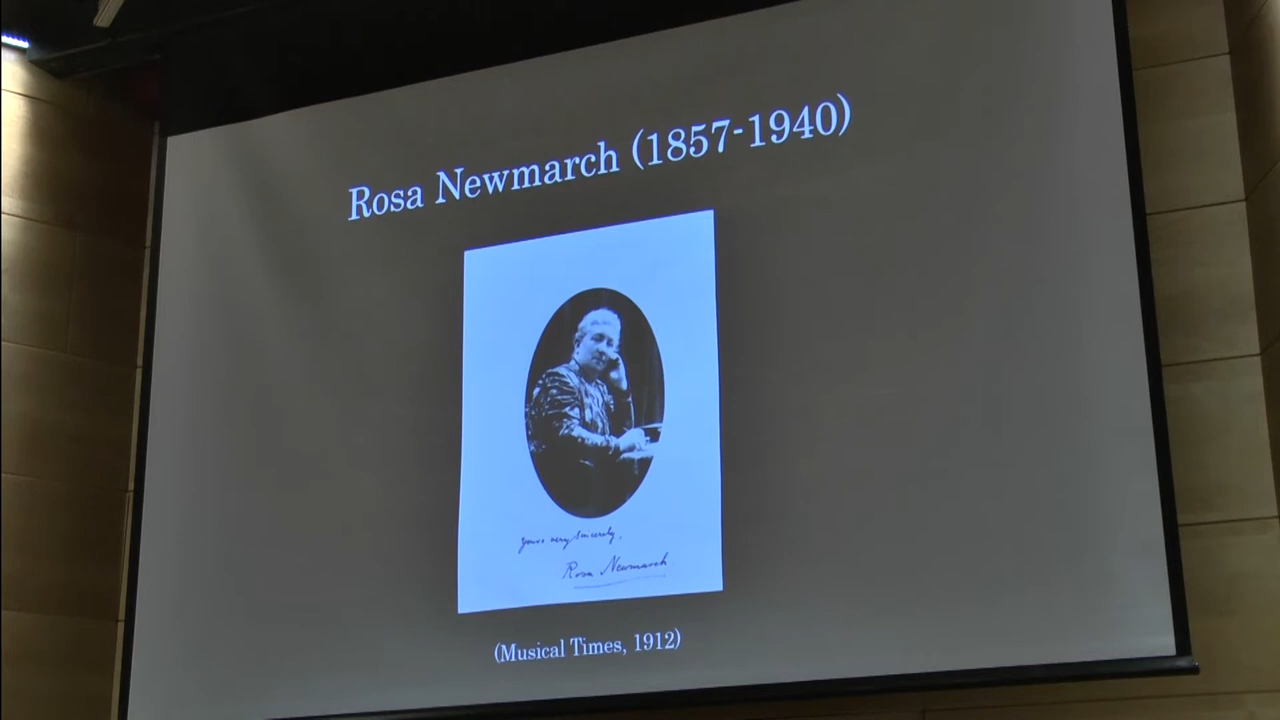 Rosa Newmarch (1857-1940)
yours very sincerely,
Rosa Newmarch
(Musical Times, 1912)